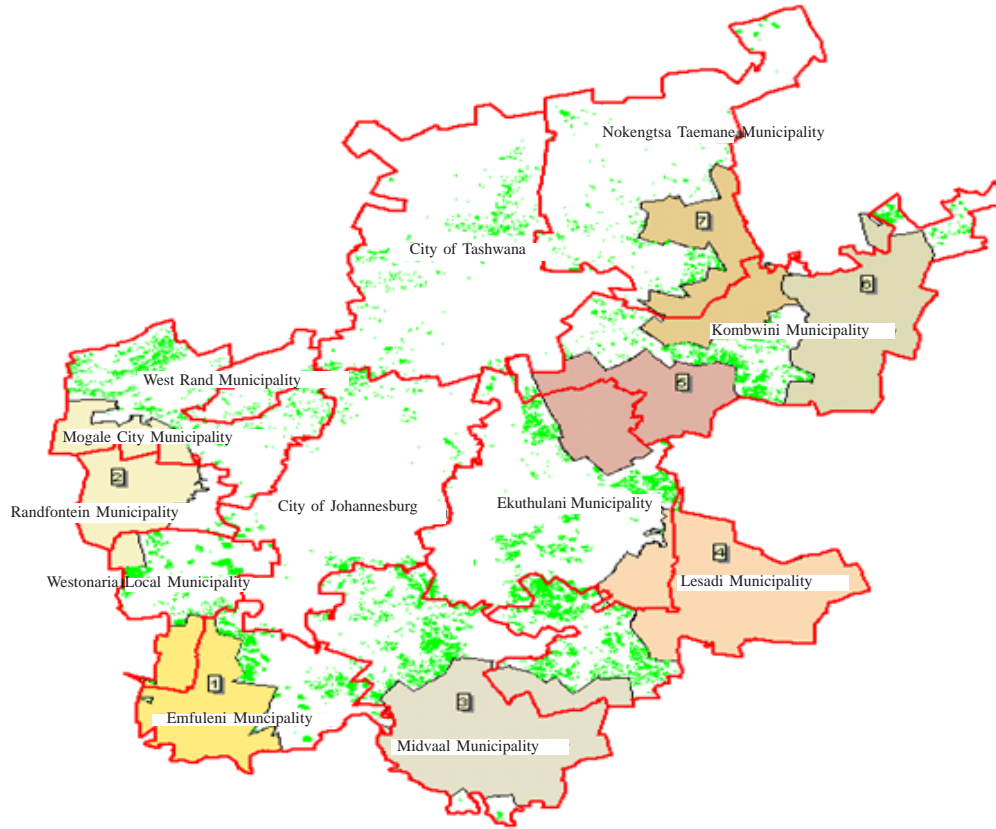 Nokengtsa Taemane Municipality
7
City of Tashwana
6
Kombwini Municipality
West Rand Municipality
5
Mogale City Municipality
2
Randfontein Municipality
City of Johannesburg
Ekuthulani Municipality
4
Westonaria Local Municipality
Lesadi Municipality
1
3
Emfuleni Muncipality
Midvaal Municipality